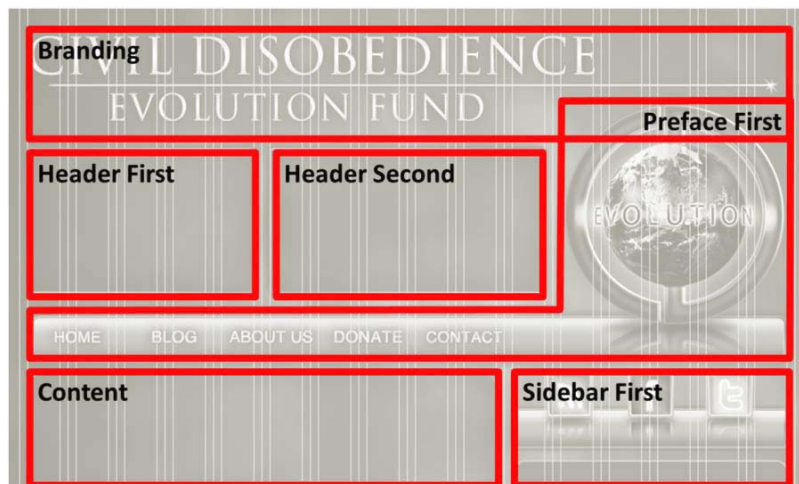 Branding
CIVIL DISOBEDIENCE
EVOLUTION FUND
Preface First
Header First
Header Second
EVOLUTION
HOME BLOG ABOUT US DONATE CONTACT
Content
Sidebar First